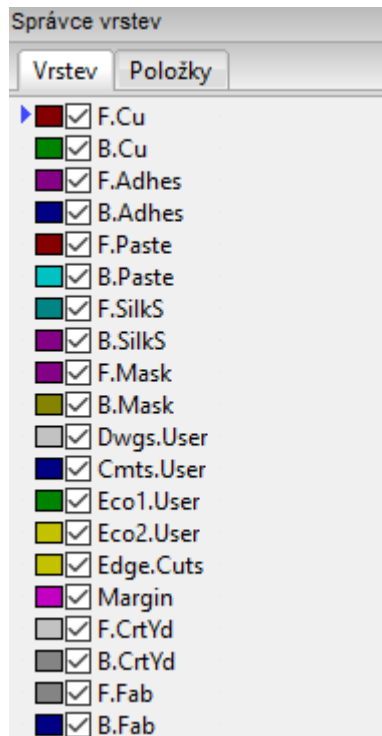 Správce vrstev
Vrstev Položky
F.Cu
B.Cu
F.Adhes
B.Adhes
F.Paste
B.Paste
F.SilkS
B.SilkS
F.Mask
B.Mask
Dwgs.User
Cmts.User
Eco1.User
Eco2.User
Edge.Cuts
Margin
F.CrtYd
B.CrtYd
F.Fab
B.Fab